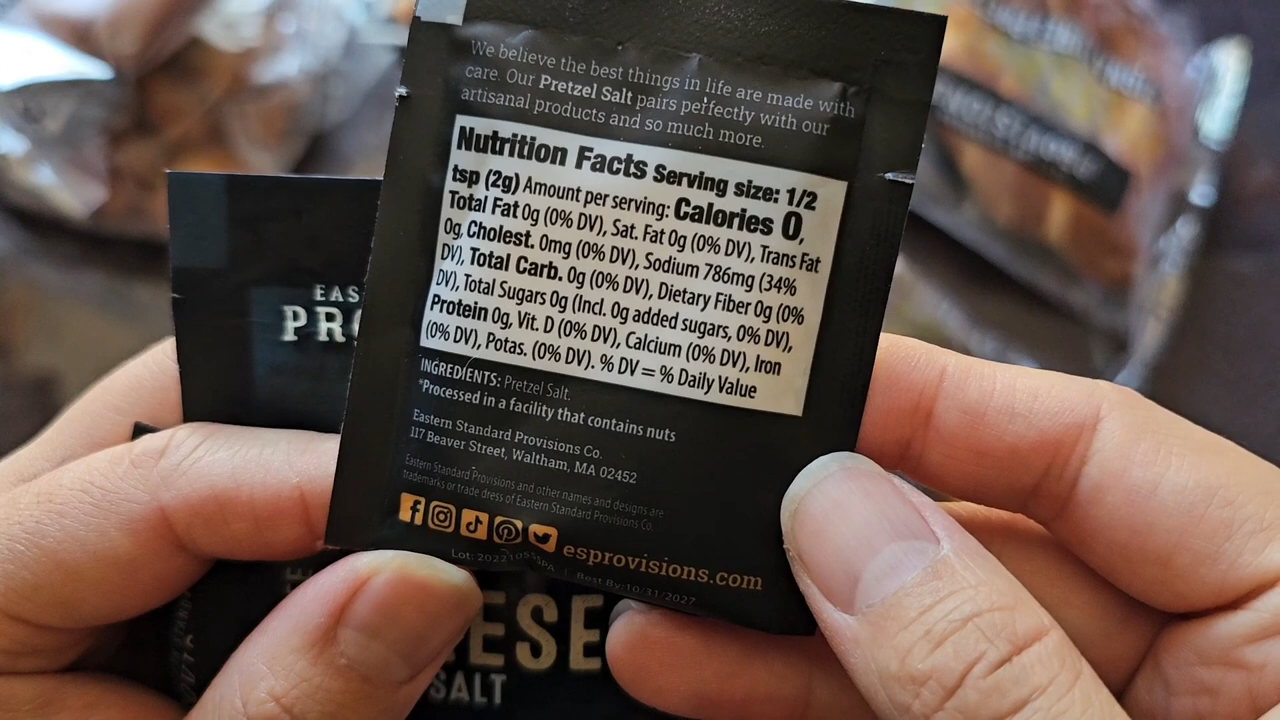 We believe the best things in life are made with
care. Our Pretzel Salt pairs perfectly with our
artisanal products and so much more.
Nutrition Facts Serving size: 1/2
tsp (2g) Amount per serving: Calories 0,
Total Fat 0g (0% DV), Sat. Fat 0g (0% DV), Trans Fat
0g, Cholest. 0mg (0% DV), Sodium 786mg (34%
DV), Total Carb. 0g (0% DV), Dietary Fiber 0g (0%
DV), Total Sugars 0g (Incl. 0g added sugars, 0% DV),
Protein 0g, Vit. D (0% DV), Calcium (0% DV), Iron
(0% DV), Potas. (0% DV). % DV = % Daily Value
INGREDIENTS: Pretzel Salt.
*Processed in a facility that contains nuts
Eastern Standard Provisions Co.
117 Beaver Street, Waltham, MA 02452
Eastern Standard Provisions and other names and designs are
trademarks or trade dress of Eastern Standard Provisions Co.
esprovisions.com
Lot: | Best By:10/31/2027
EAS
PRO
ESE
SALT